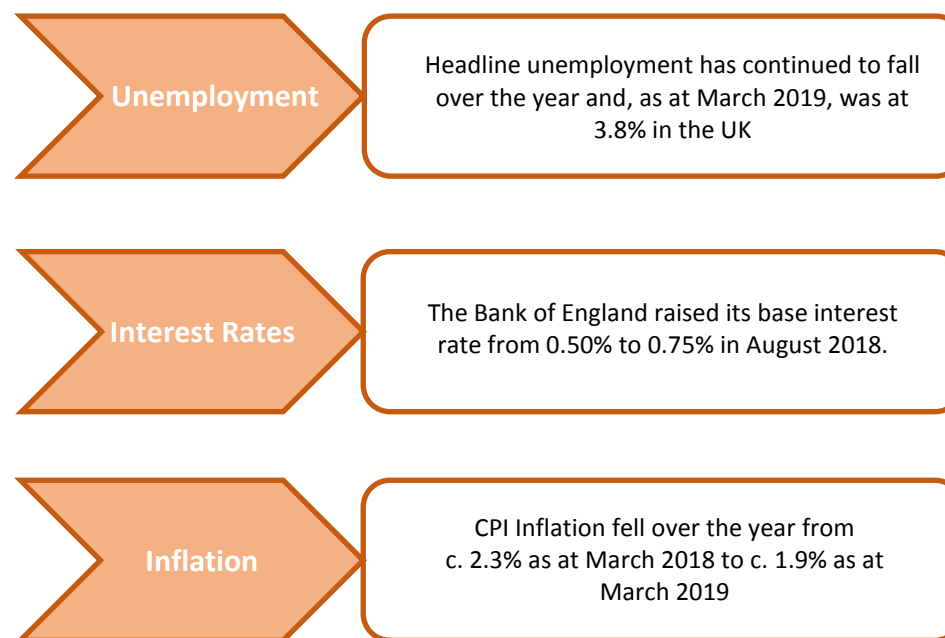 Unemployment
Headline unemployment has continued to fall
over the year and, as at March 2019, was at
3.8% in the UK
Interest Rates
The Bank of England raised its base interest
rate from 0.50% to 0.75% in August 2018.
Inflation
CPI Inflation fell over the year from
c. 2.3% as at March 2018 to c. 1.9% as at
March 2019